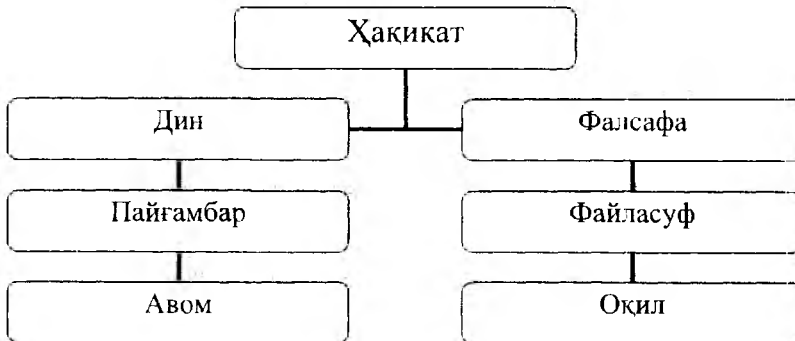 Ҳақиқат
Дин
Фалсафа
Пайғамбар
Файласуф
Авом
Оқил